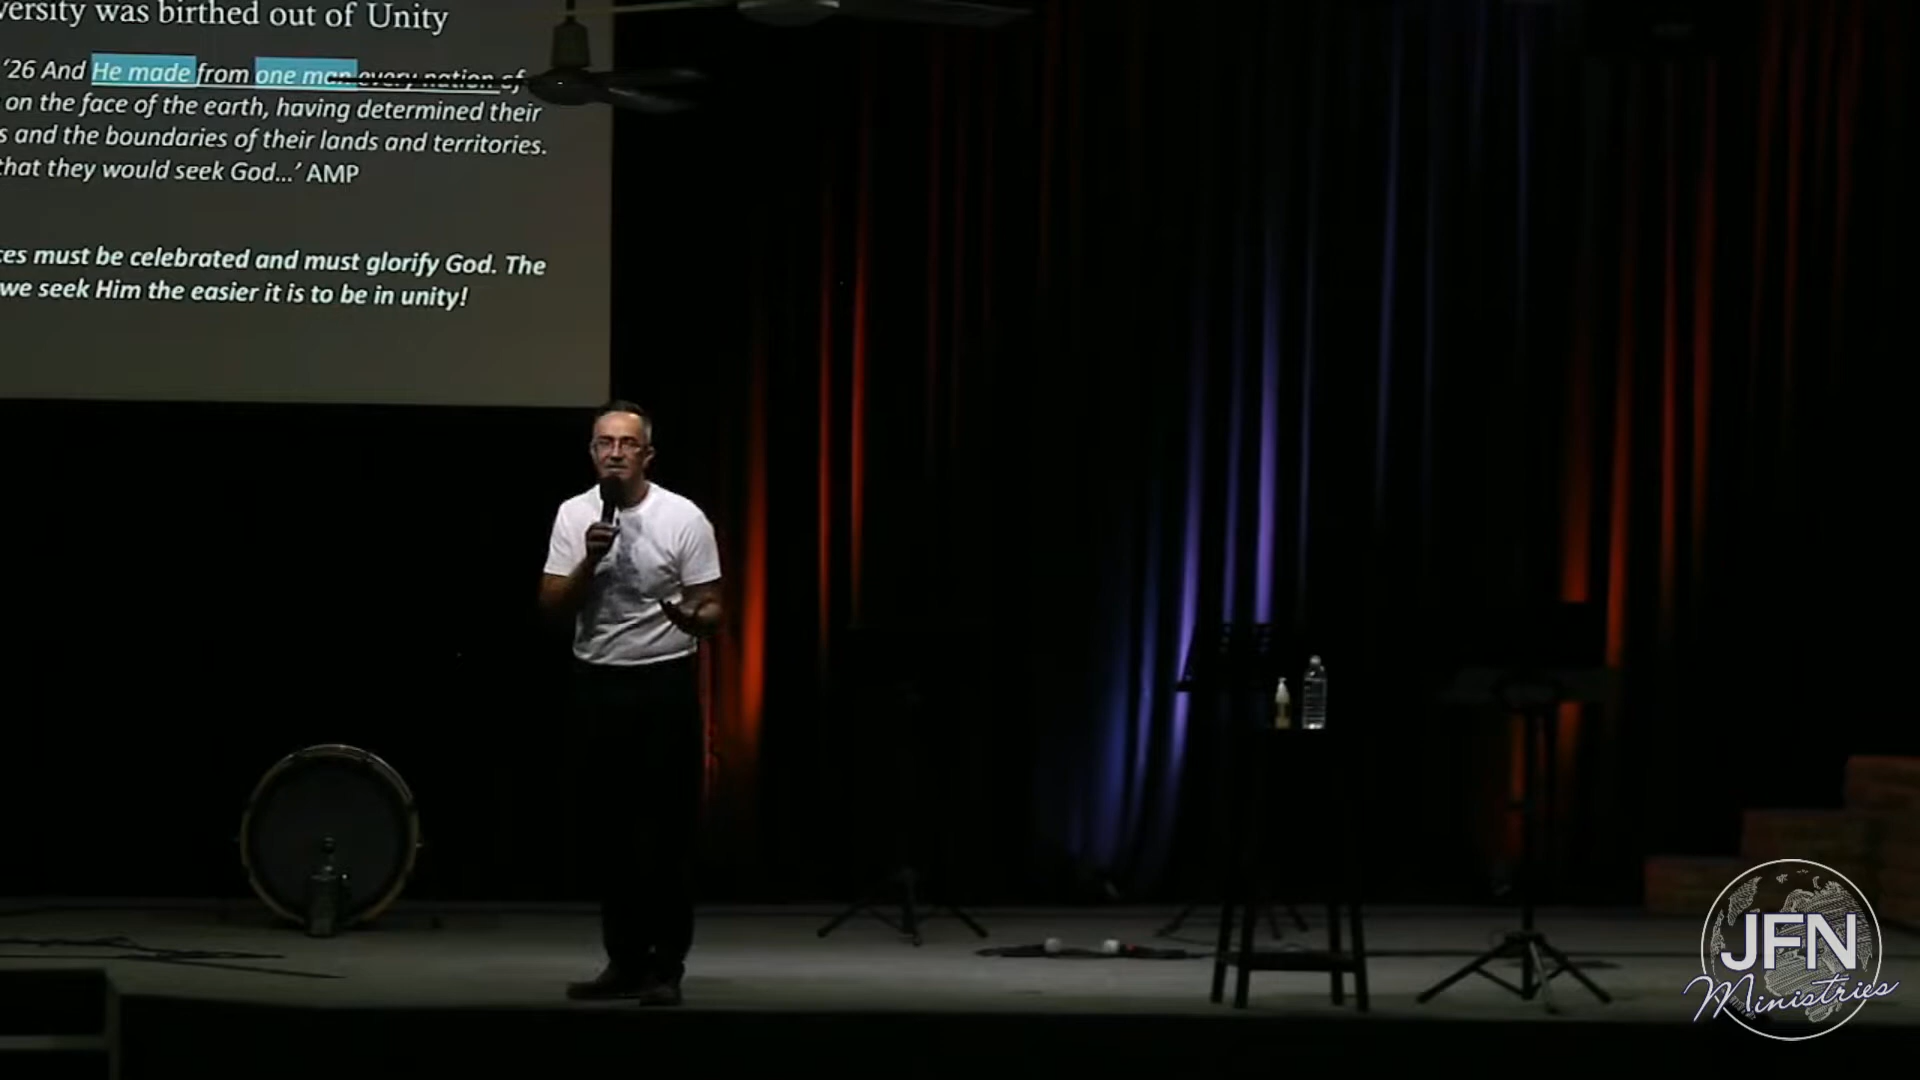 versity was birthed out of Unity
'26 And He made from one man every nation of
on the face of the earth, having determined their
s and the boundaries of their lands and territories.
that they would seek God...' AMP
ces must be celebrated and must glorify God. The
we seek Him the easier it is to be in unity!
JFN
Ministries